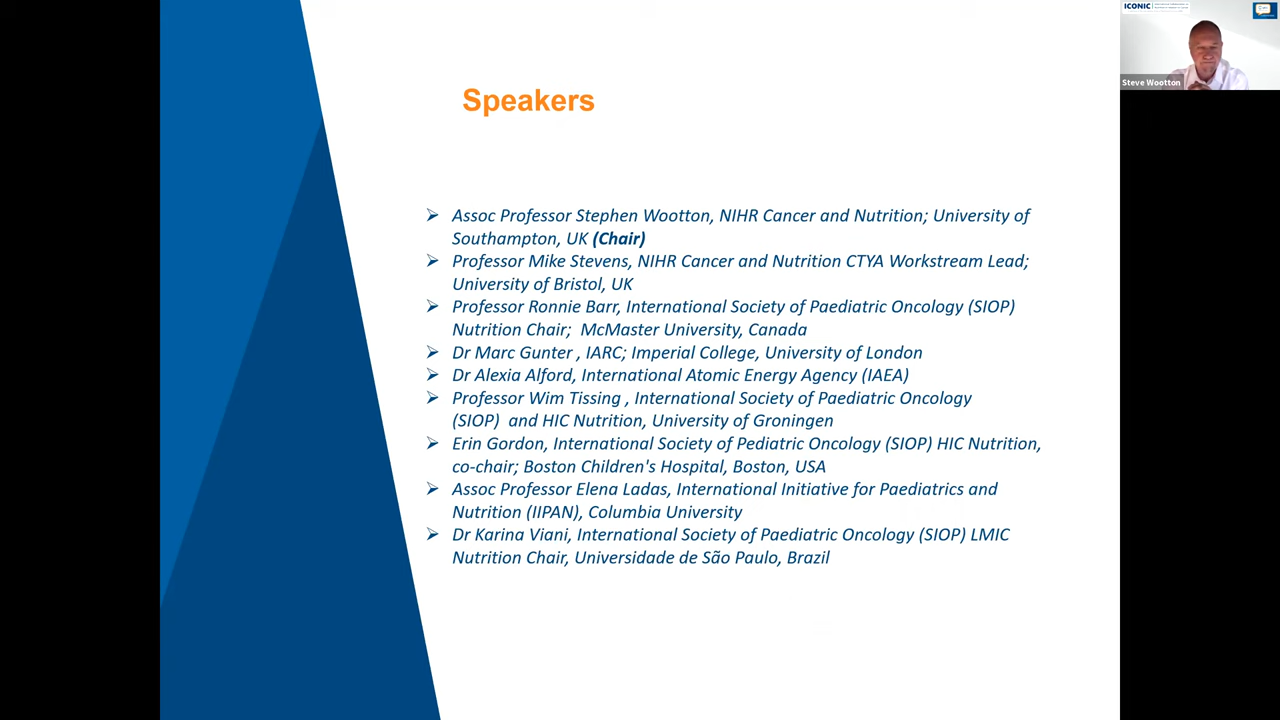 ICONIC
Steve Wootton
Speakers
Assoc Professor Stephen Wootton, NIHR Cancer and Nutrition; University of
Southampton, UK (Chair)
Professor Mike Stevens, NIHR Cancer and Nutrition CTYA Workstream Lead;
University of Bristol, UK
Professor Ronnie Barr, International Society of Paediatric Oncology (SIOP)
Nutrition Chair;  McMaster University, Canada
Dr Marc Gunter , IARC; Imperial College, University of London
Dr Alexia Alford, International Atomic Energy Agency (IAEA)
Professor Wim Tissing , International Society of Paediatric Oncology
(SIOP)  and HIC Nutrition, University of Groningen
Erin Gordon, International Society of Pediatric Oncology (SIOP) HIC Nutrition,
co-chair; Boston Children's Hospital, Boston, USA
Assoc Professor Elena Ladas, International Initiative for Paediatrics and
Nutrition (IIPAN), Columbia University
Dr Karina Viani, International Society of Paediatric Oncology (SIOP) LMIC
Nutrition Chair, Universidade de São Paulo, Brazil